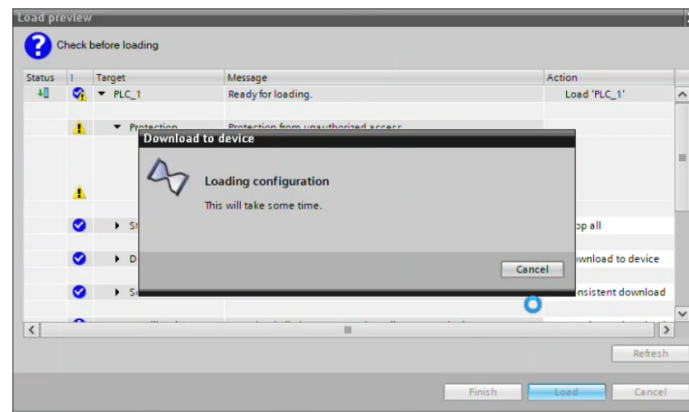 Load preview
? Check before loading
Status ! Target Message Action
PLC_1 Ready for loading. Load 'PLC_1'
Protection Protection from unauthorized access
Download to device
Loading configuration
This will take some time.
Cancel
op all
wnload to device
nsistent download
Refresh
Finish Load Cancel